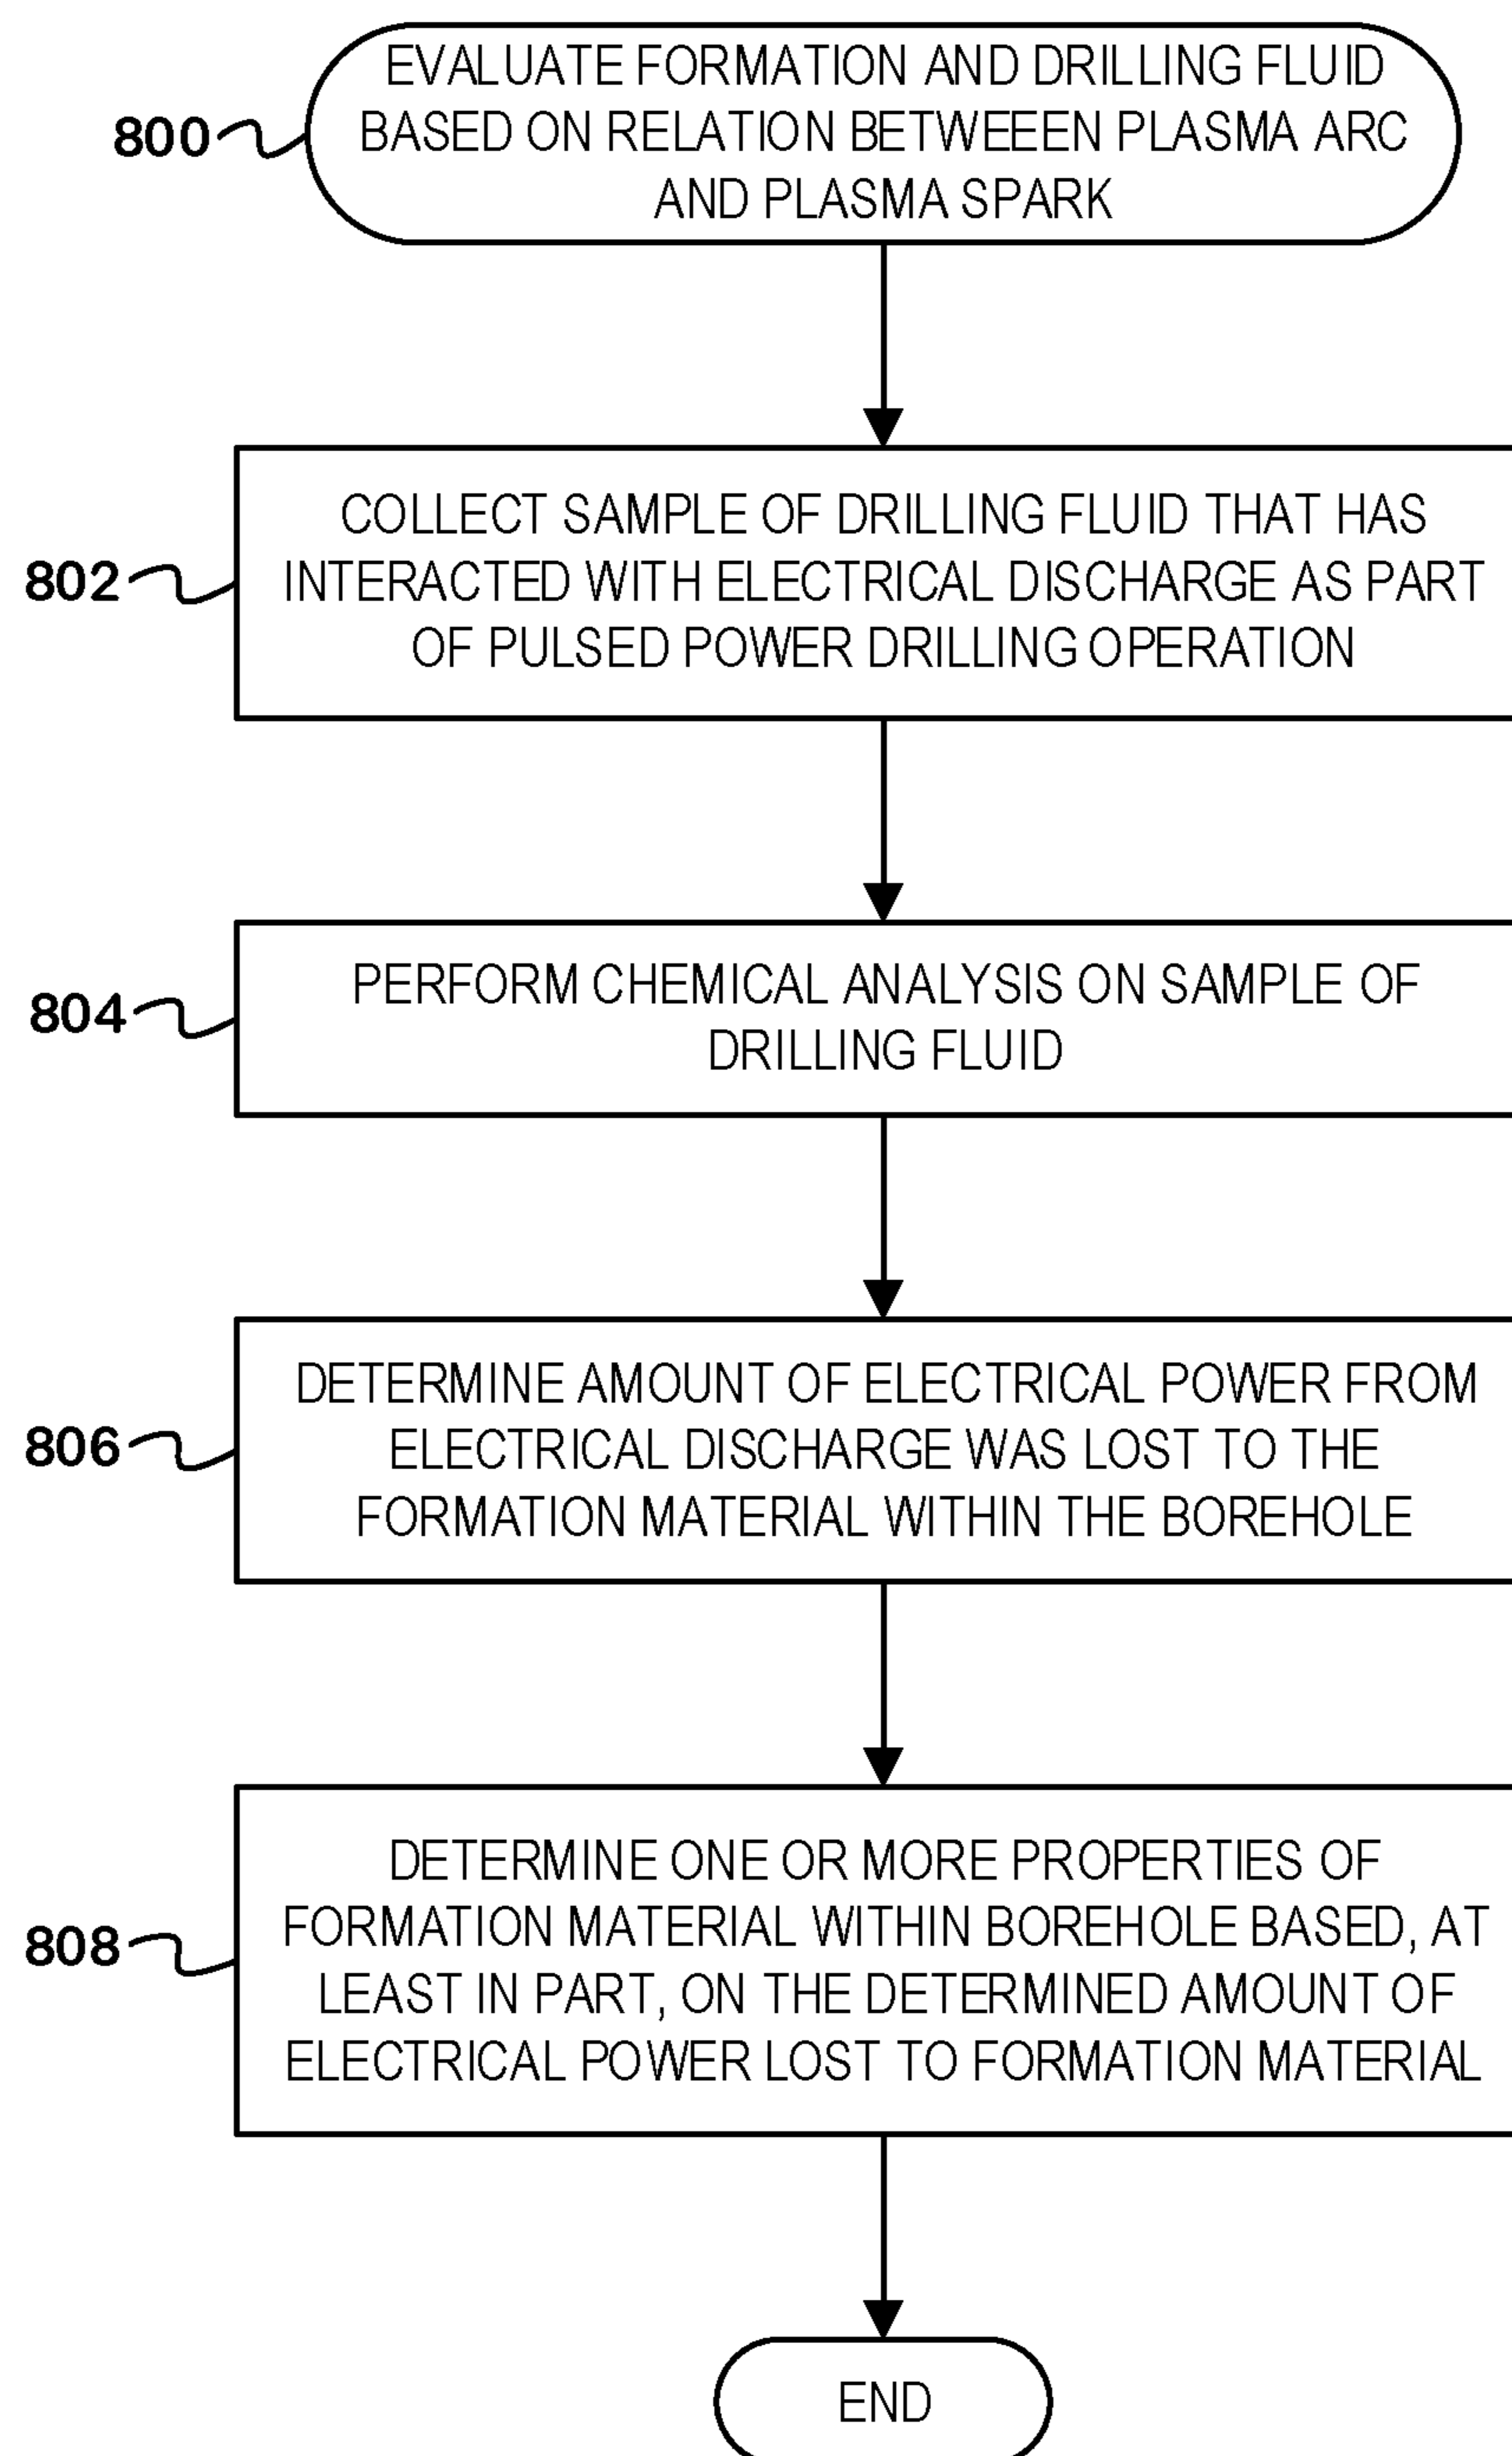 EVALUATE FORMATION AND DRILLING FLUID
800
BASED ON RELATION BETWEEEN PLASMA ARC
AND PLASMA SPARK
COLLECT SAMPLE OF DRILLING FLUID THAT HAS
802
INTERACTED WITH ELECTRICAL DISCHARGE AS PART
OF PULSED POWER DRILLING OPERATION
804
PERFORM CHEMICAL ANALYSIS ON SAMPLE OF
DRILLING FLUID
DETERMINE AMOUNT OF ELECTRICAL POWER FROM
806
ELECTRICAL DISCHARGE WAS LOST TO THE
FORMATION MATERIAL WITHIN THE BOREHOLE
DETERMINE ONE OR MORE PROPERTIES OF
808
FORMATION MATERIAL WITHIN BOREHOLE BASED, AT
LEAST IN PART, ON THE DETERMINED AMOUNT OF
ELECTRICAL POWER LOST TO FORMATION MATERIAL
END